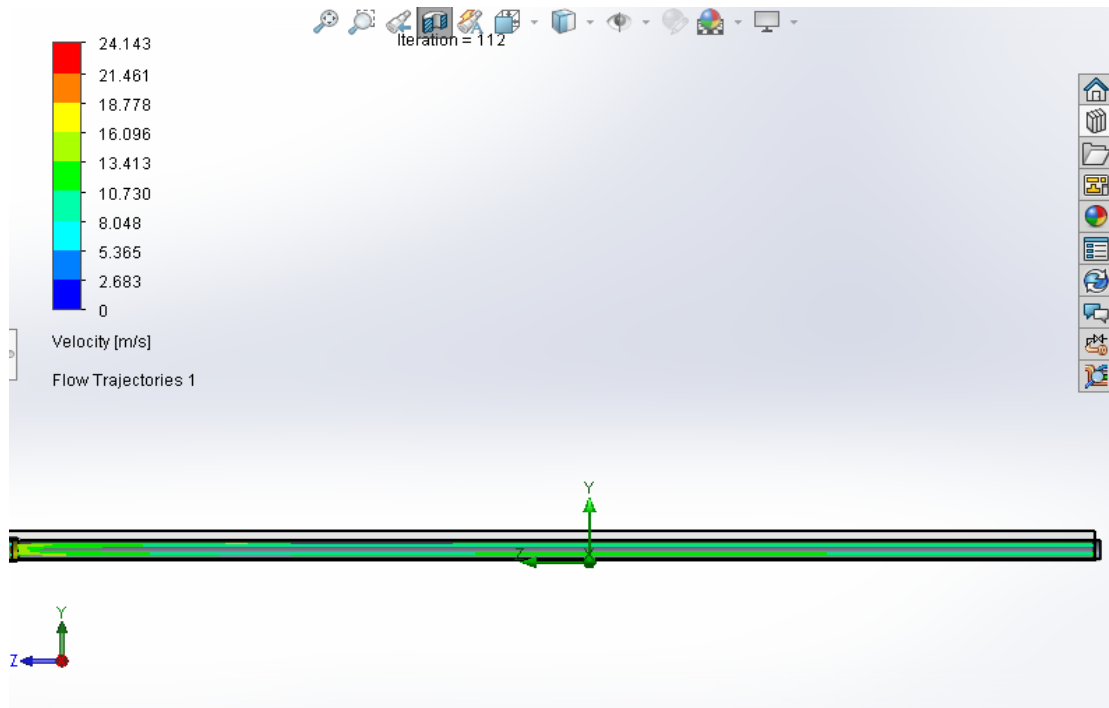 Iteration = 112
24.143
21.461
18.778
16.096
13.413
10.730
8.048
5.365
2.683
0
Velocity [m/s]
Flow Trajectories 1
Y
Z
Y
Z